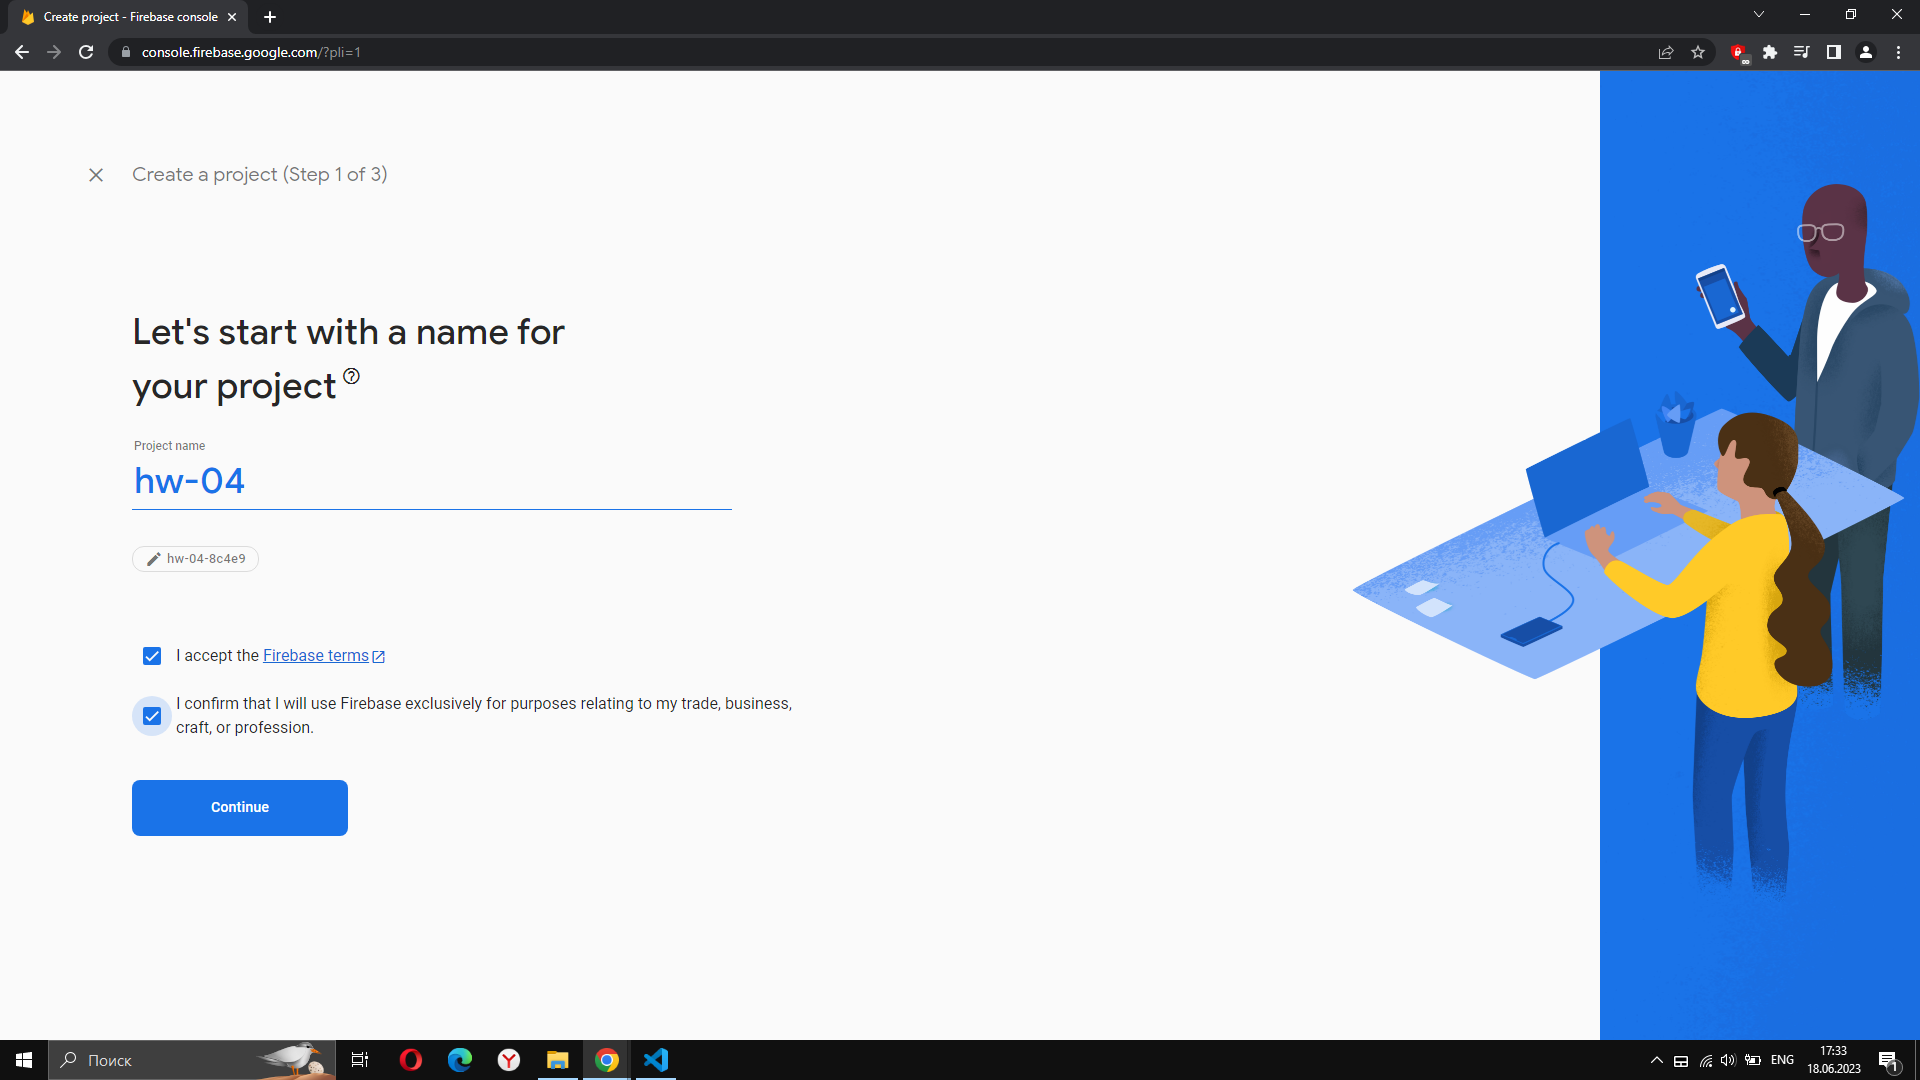 Create project - Firebase console
console.firebase.google.com/?pli=1
Create a project (Step 1 of 3)
Let's start with a name for
your project
Project name
hw-04
hw-04-8c4e9
I accept the Firebase terms
I confirm that I will use Firebase exclusively for purposes relating to my trade, business,
craft, or profession.
Continue
Поиск
ENG
17:33
18.06.2023
1